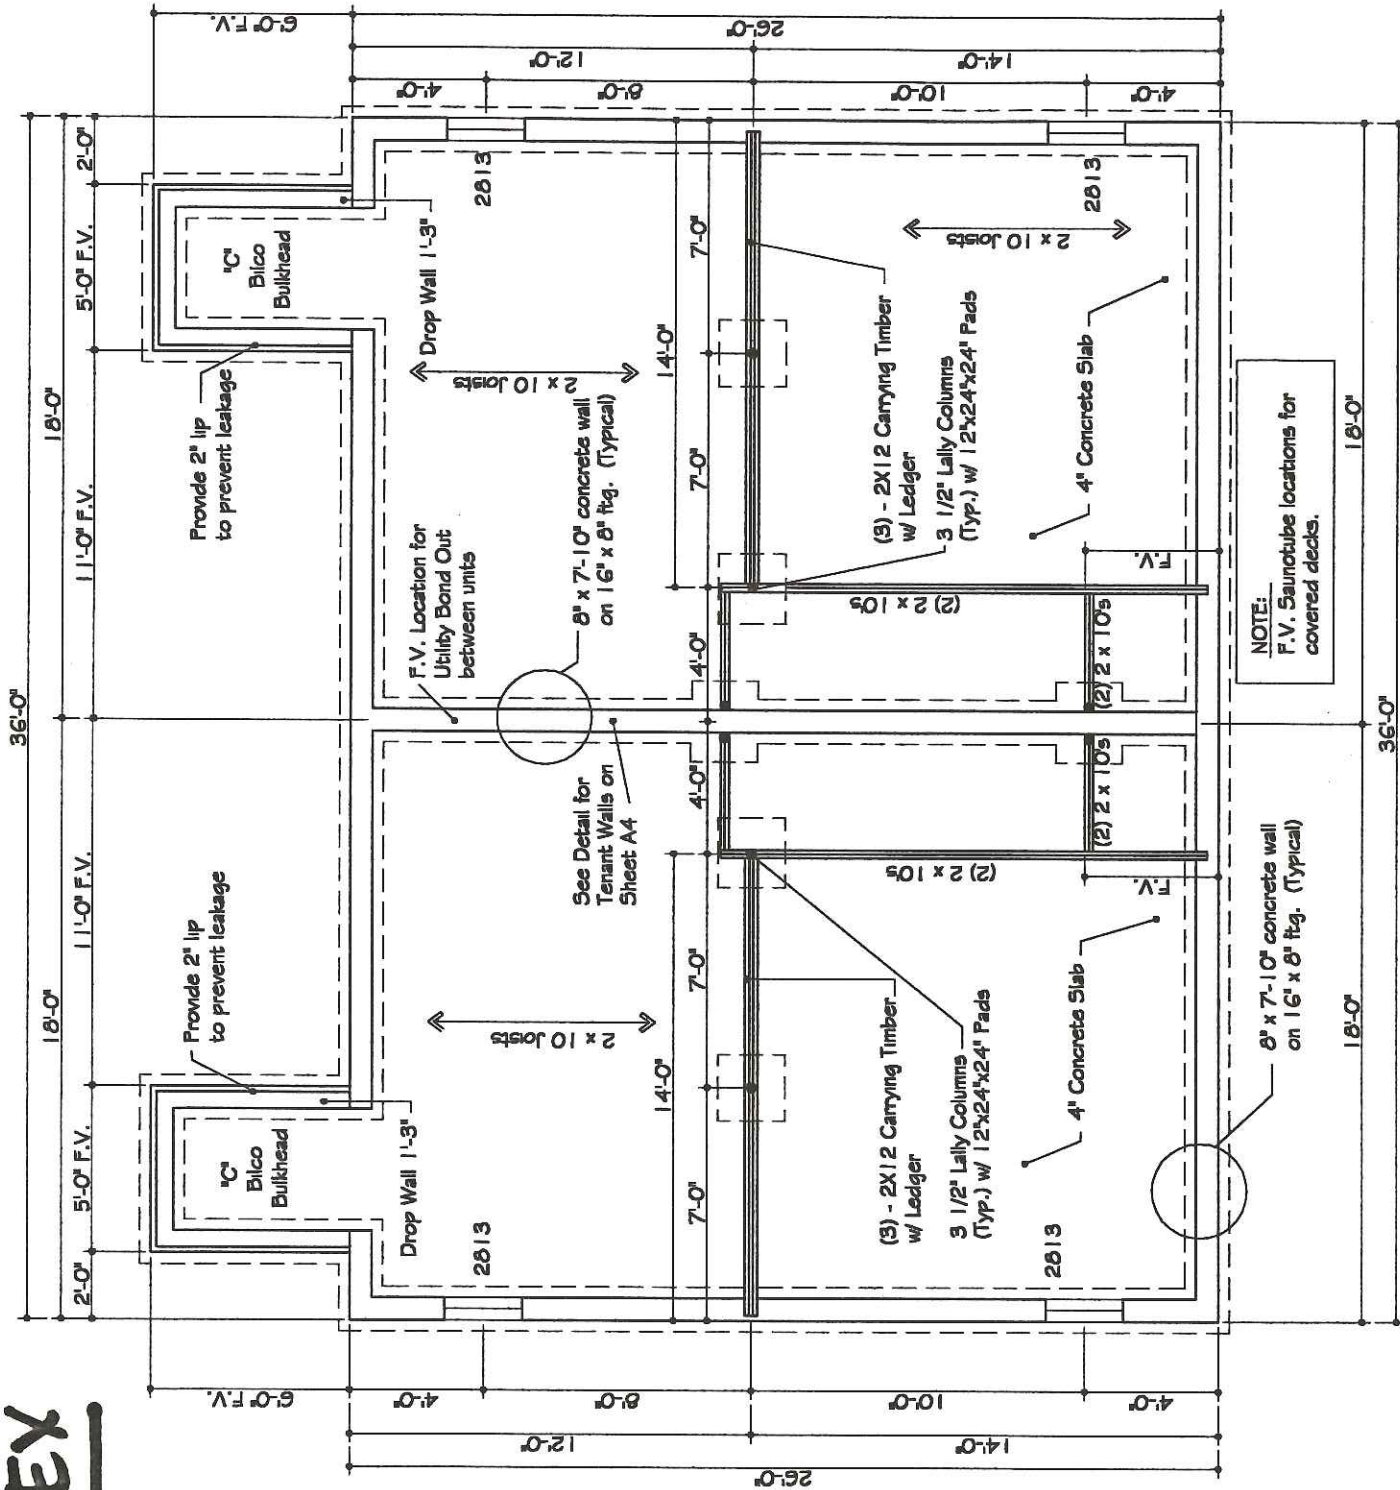 EX
36'-0"
18'-0"
18'-0"
2'-0"
5'-0" F.V.
11'-0" F.V.
11'-0" F.V.
5'-0" F.V.
2'-0"
6'-0" F.V.
4'-0"
8'-0"
10'-0"
4'-0"
12'-0"
14'-0"
26'-0"
"C"
Bilco
Bulkhead
Provide 2" lip
to prevent leakage
Drop Wall 1'-3"
2813
2 x 10 Joists
14'-0"
7'-0"
7'-0"
4'-0"
See Detail for
Tenant Walls on
Sheet A4
F.V. Location for
Utility Bond Out
between units
8" x 7'-10" concrete wall
on 16" x 8" ftg. (Typical)
4'-0"
7'-0"
7'-0"
14'-0"
2 x 10 Joists
Provide 2" lip
to prevent leakage
"C"
Bilco
Bulkhead
Drop Wall 1'-3"
2813
6'-0" F.V.
4'-0"
8'-0"
10'-0"
4'-0"
12'-0"
14'-0"
26'-0"
(3) - 2X12 Carrying Timber
w/ Ledger
3 1/2" Lally Columns
(Typ.) w/ 12"x24"x24" Pads
4" Concrete Slab
2813
(2) 2 x 10's
(2) 2 x 10's
F.V.
(2) 2 x 10's
(2) 2 x 10's
F.V.
(3) - 2X12 Carrying Timber
w/ Ledger
3 1/2" Lally Columns
(Typ.) w/ 12"x24"x24" Pads
4" Concrete Slab
2 x 10 Joists
2813
8" x 7'-10" concrete wall
on 16" x 8" ftg. (Typical)
NOTE:
F.V. Saunotube locations for
covered decks.
18'-0"
18'-0"
36'-0"